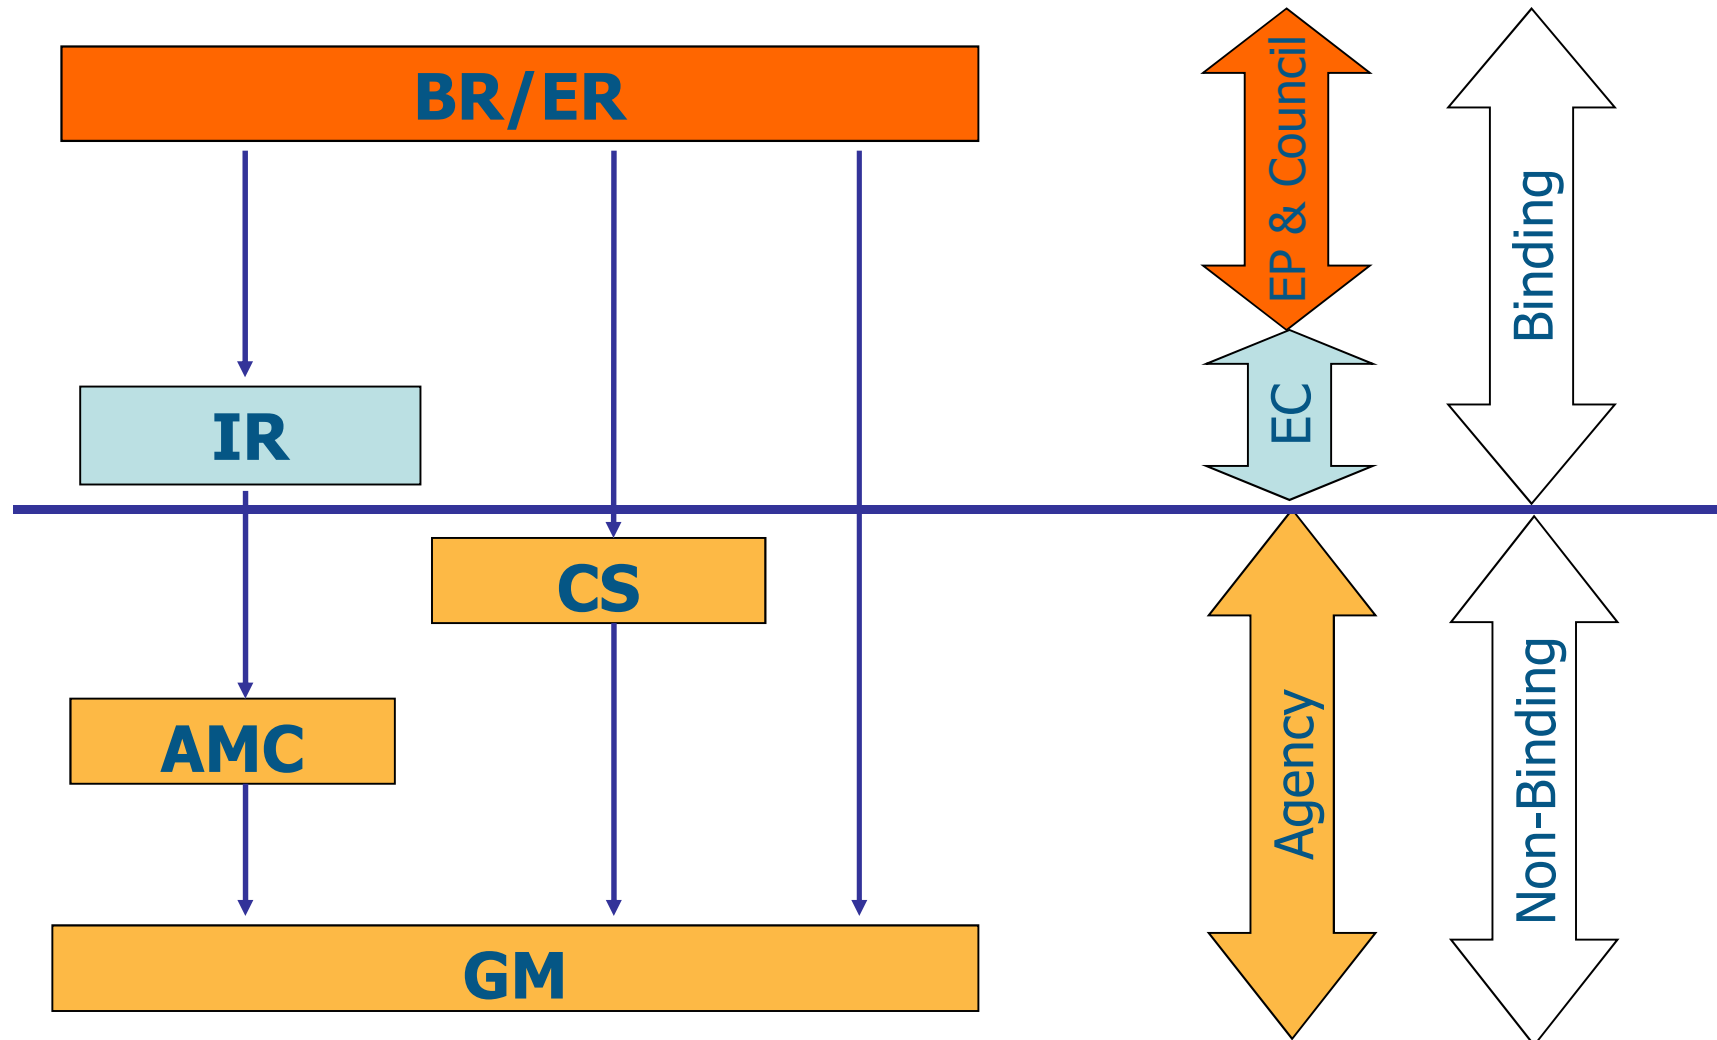 BR/ER
IR
CS
AMC
GM
EP & Council
EC
Agency
Binding
Non-Binding